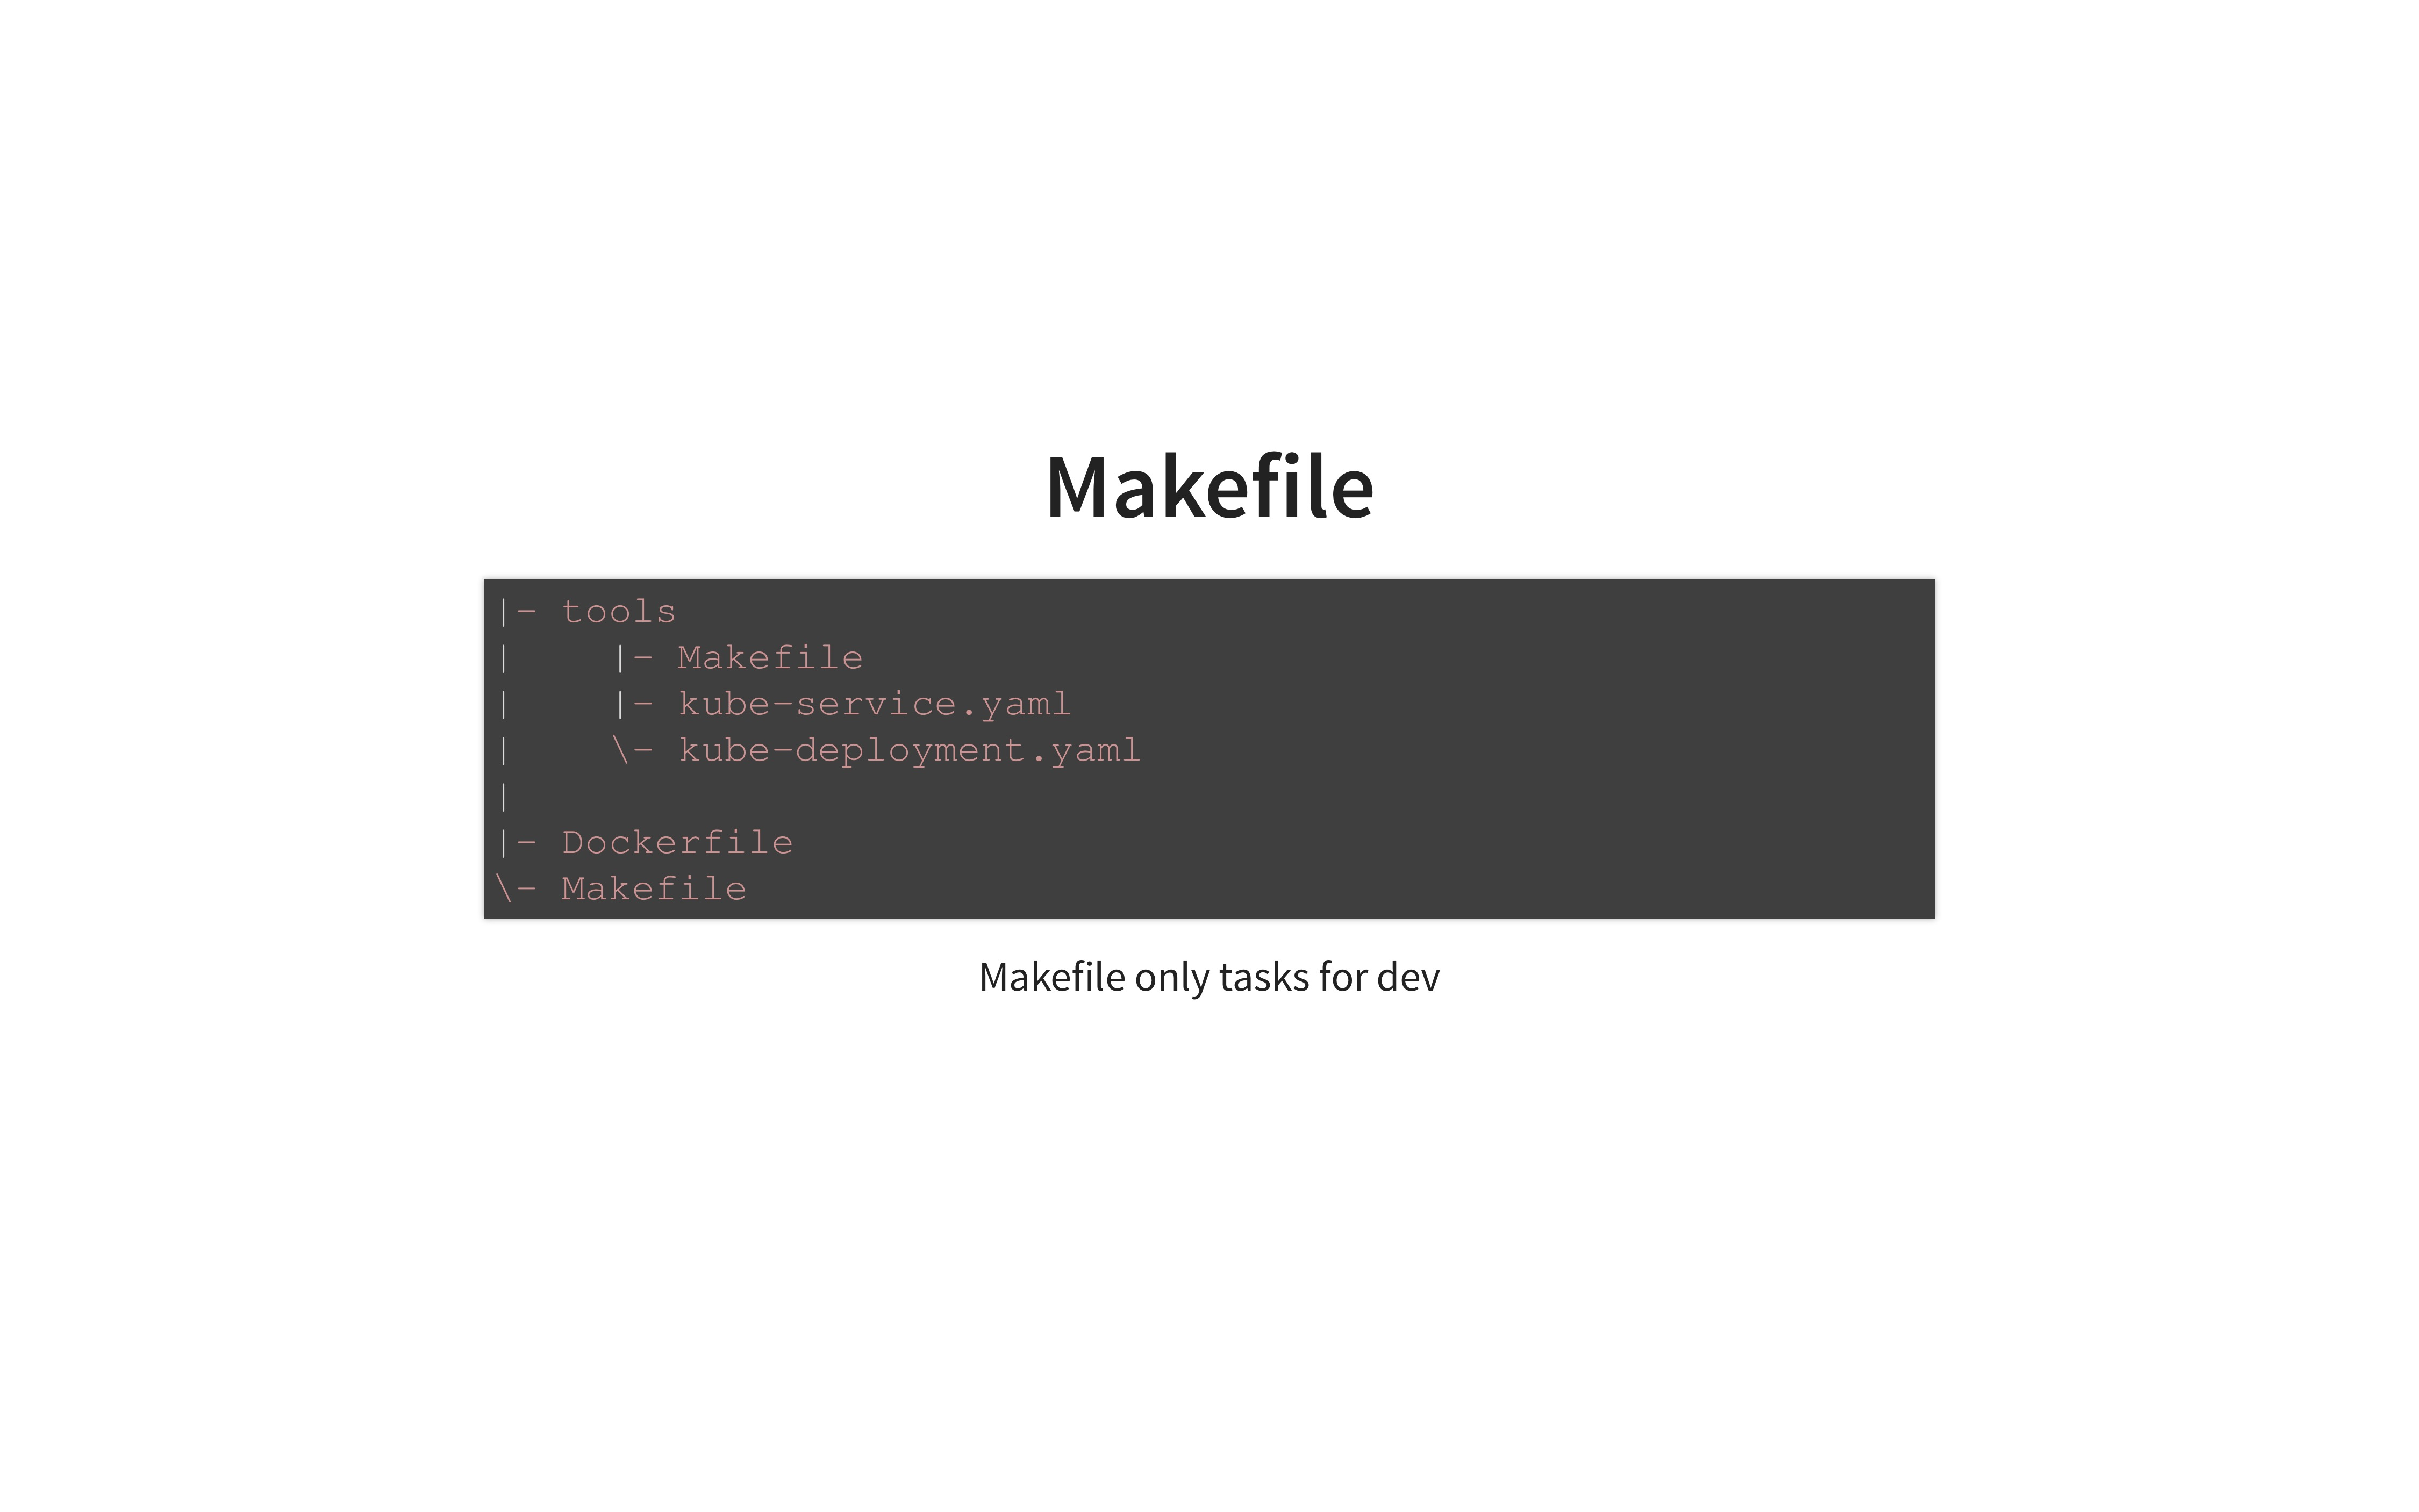 Makefile
|- tools
|    |- Makefile
|    |- kube-service.yaml
|    \- kube-deployment.yaml
|
|- Dockerfile
\- Makefile
Makefile only tasks for dev